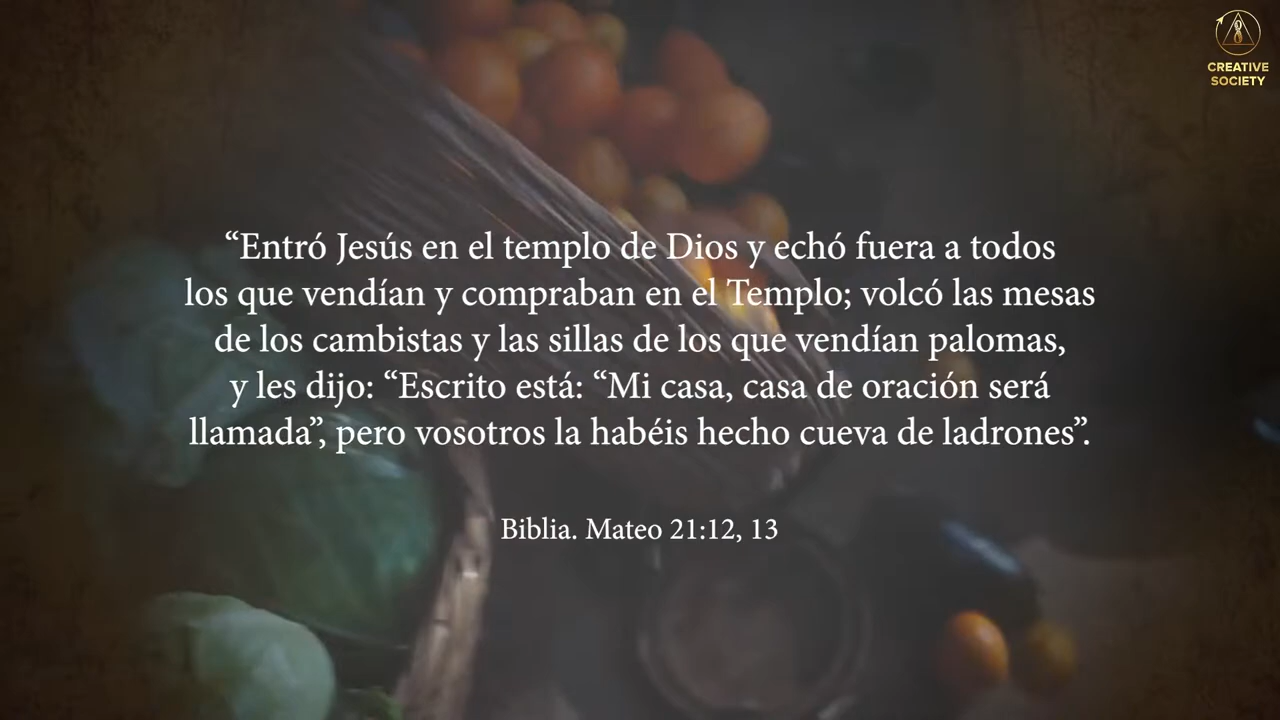 CREATIVE
SOCIETY
“Entró Jesús en el templo de Dios y echó fuera a todos
los que vendían y compraban en el Templo; volcó las mesas
de los cambistas y las sillas de los que vendían palomas,
y les dijo: “Escrito está: “Mi casa, casa de oración será
llamada”, pero vosotros la habéis hecho cueva de ladrones”.
Biblia. Mateo 21:12, 13